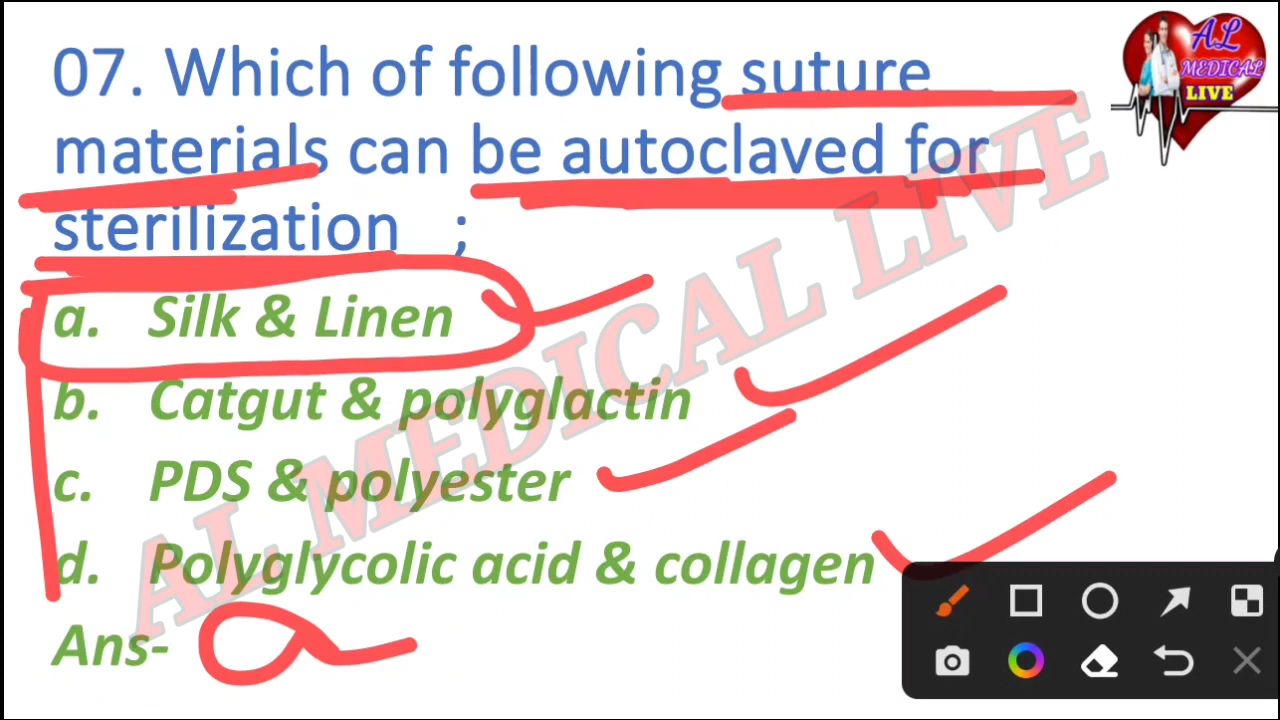 07. Which of following suture
materials can be autoclaved for
sterilization ;
a. Silk & Linen
b. Catgut & polyglactin
c. PDS & polyester
d. Polyglycolic acid & collagen
Ans- a
AL MEDICAL LIVE
AL
MEDICAL
LIVE